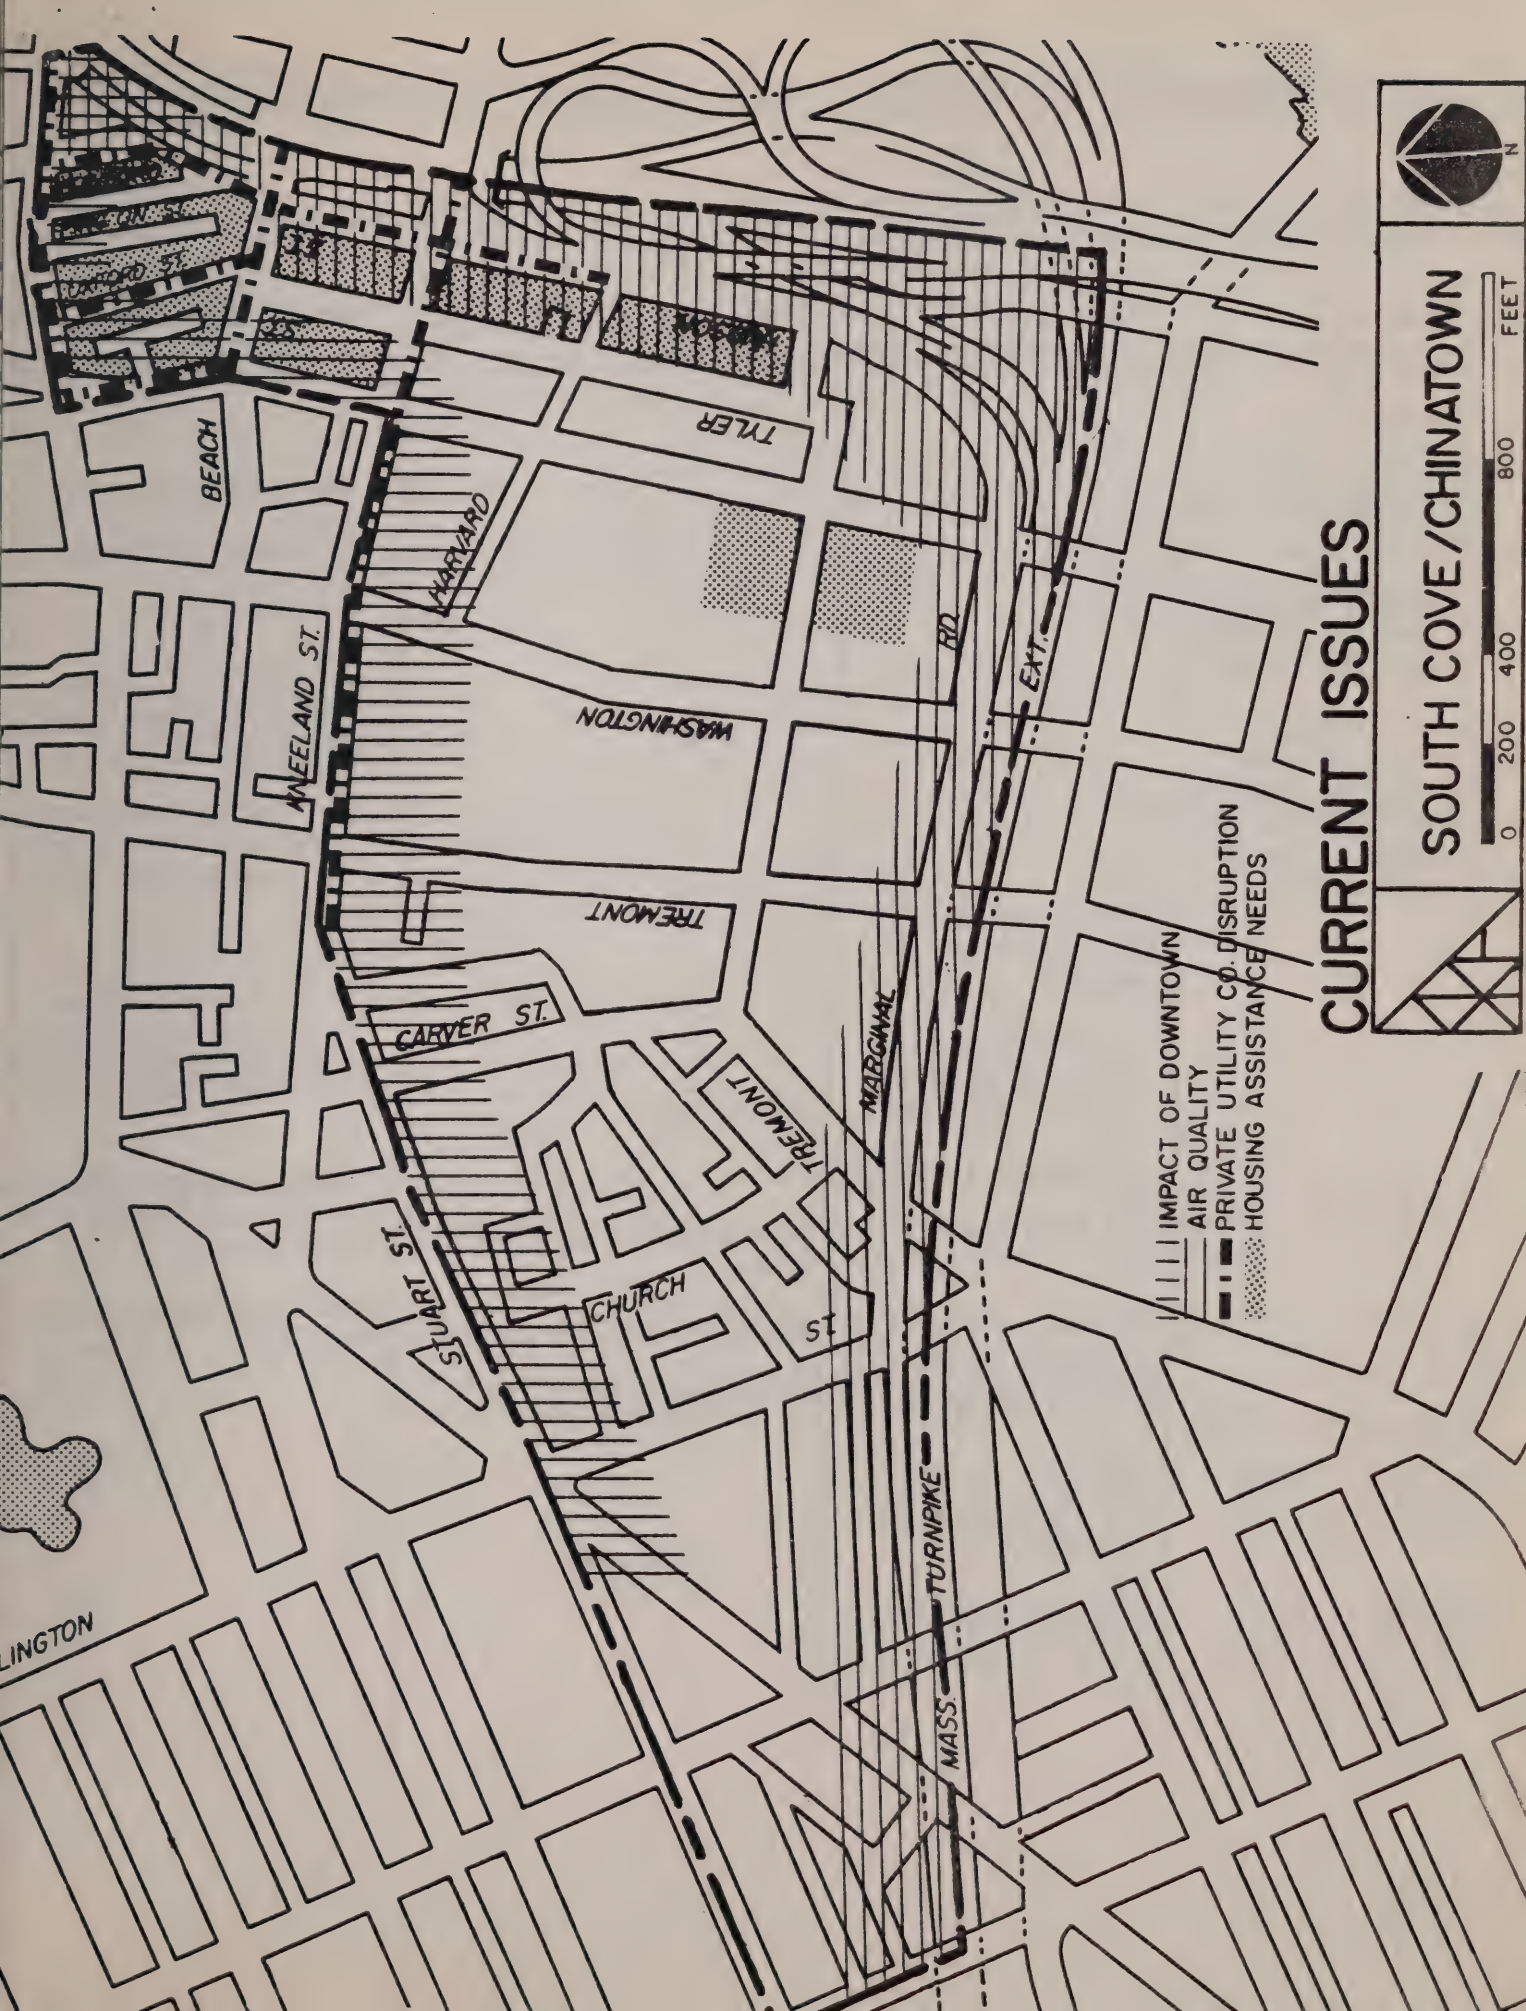 BEACH
KNEELAND ST.
HARVARD
TYLER
WASHINGTON
TREMONT
CARVER ST.
TREMONT
STUART ST.
CHURCH
ST.
MARGINAL
RD.
MASS. TURNPIKE EXT.
LINGTON
IMPACT OF DOWNTOWN
AIR QUALITY
PRIVATE UTILITY CO. DISRUPTION
HOUSING ASSISTANCE NEEDS
CURRENT ISSUES
SOUTH COVE/CHINATOWN
0 200 400 800
FEET
N